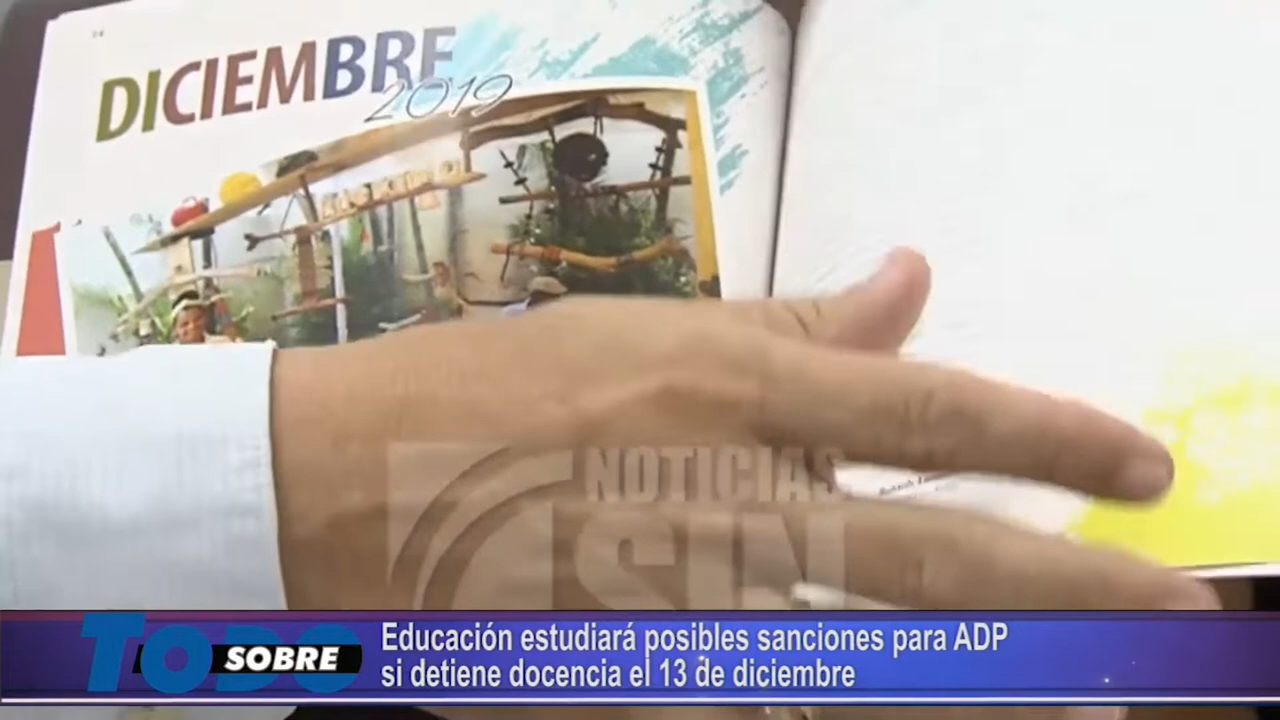 14
DICIEMBRE
2019
NOTICIAS
SIN
TODO
SOBRE
Educación estudiará posibles sanciones para ADP
si detiene docencia el 13 de diciembre